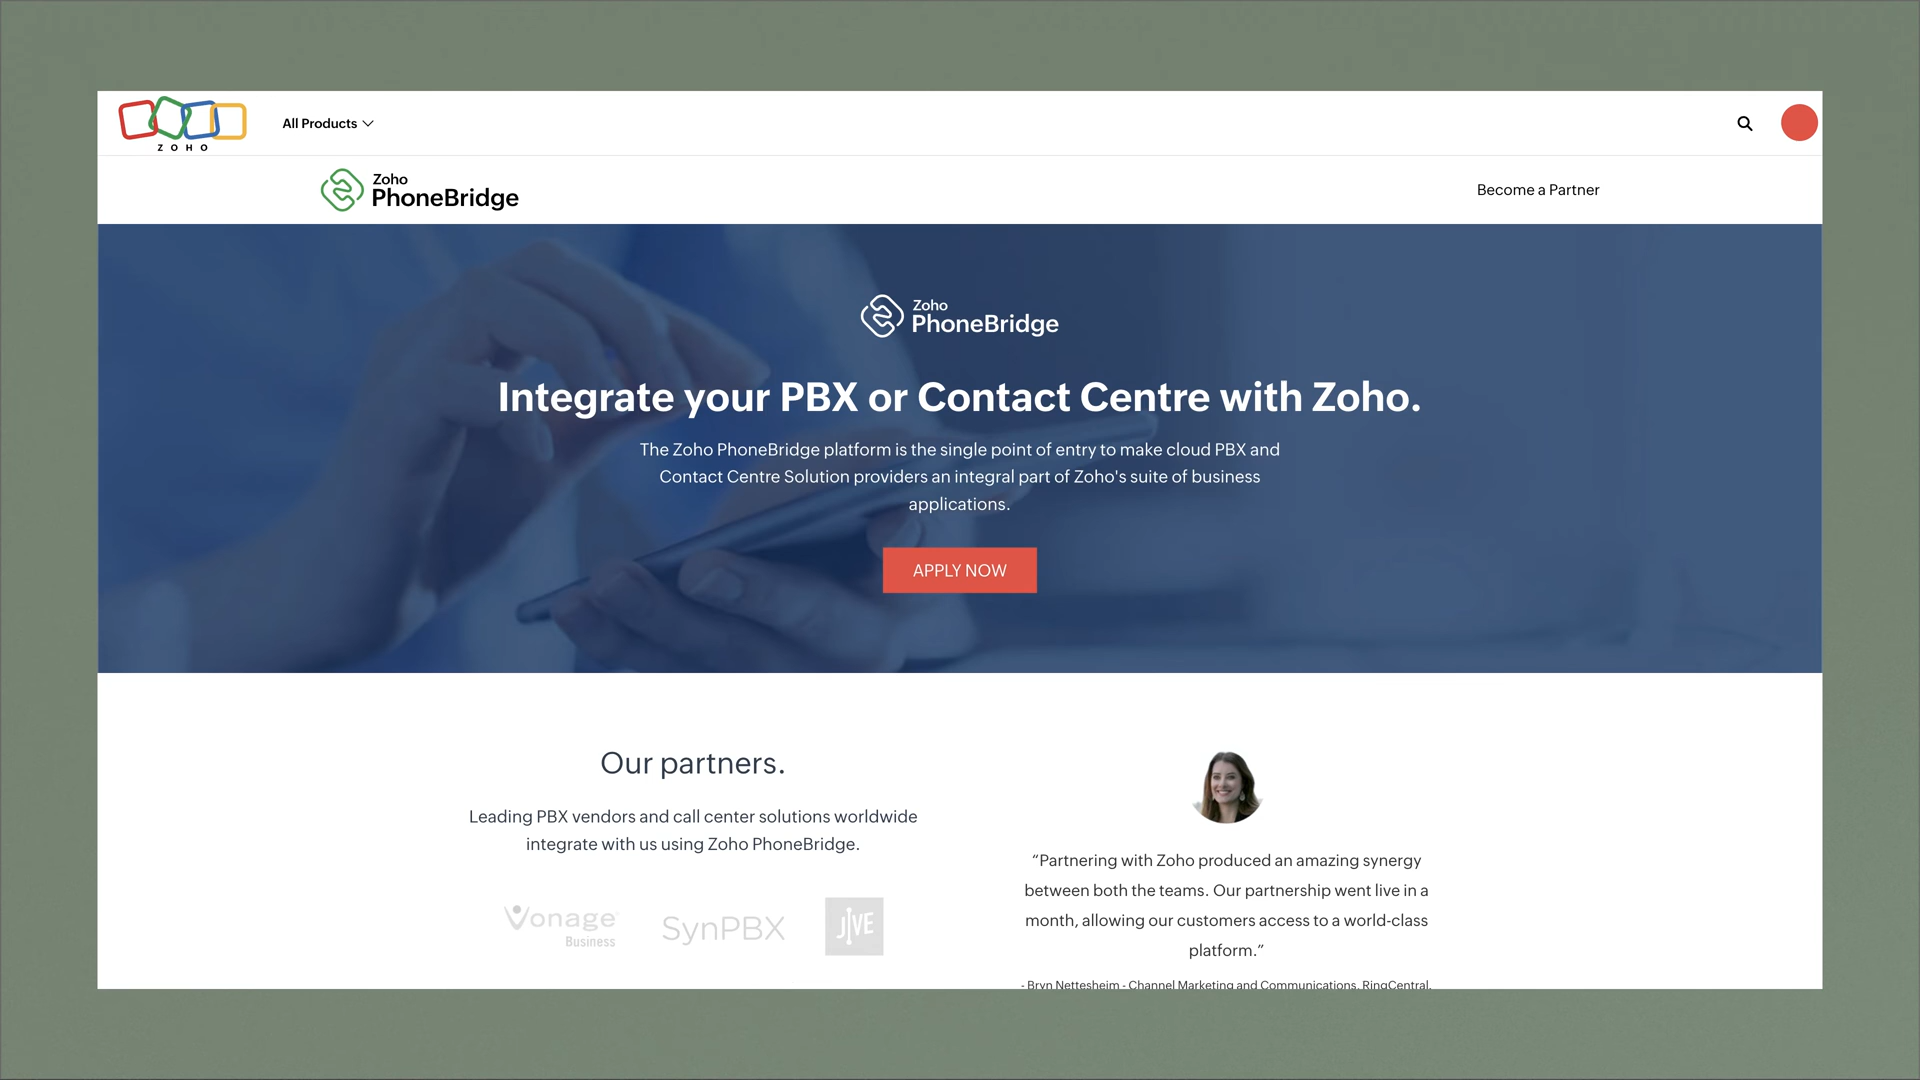 ZOHO
All Products
Zoho
PhoneBridge
Become a Partner
Zoho
PhoneBridge
Integrate your PBX or Contact Centre with Zoho.
The Zoho PhoneBridge platform is the single point of entry to make cloud PBX and
Contact Centre Solution providers an integral part of Zoho's suite of business
applications.
APPLY NOW
Our partners.
Leading PBX vendors and call center solutions worldwide
integrate with us using Zoho PhoneBridge.
Vonage
Business
SynPBX
JIVE
“Partnering with Zoho produced an amazing synergy
between both the teams. Our partnership went live in a
month, allowing our customers access to a world-class
platform.”
- Bryn Nettesheim - Channel Marketing and Communications, RingCentral.